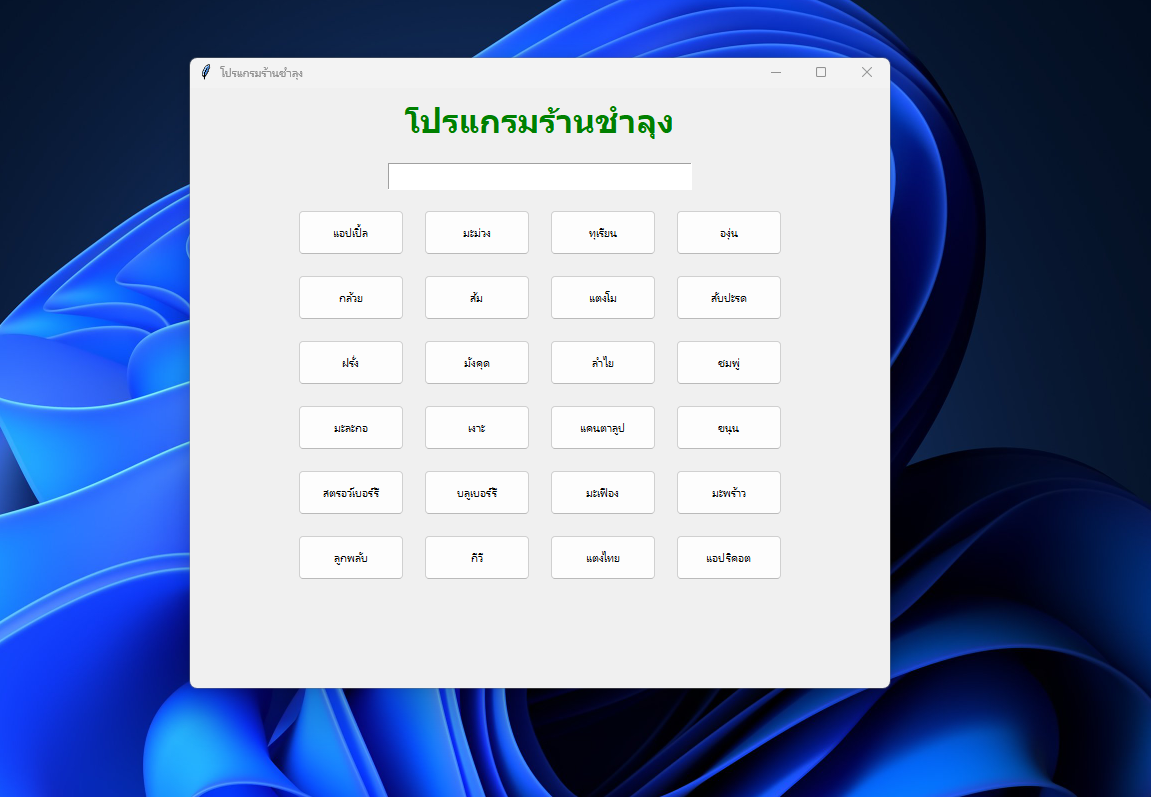 โปรแกรมร้านชำลุง
โปรแกรมร้านชำลุง
แอปเปิ้ล มะม่วง ทุเรียน องุ่น
กล้วย ส้ม แตงโม สับปะรด
ฝรั่ง มังคุด ลำไย ชมพู่
มะละกอ เงาะ แคนตาลูป ขนุน
สตรอว์เบอร์รี บลูเบอร์รี มะเฟือง มะพร้าว
ลูกพลับ กีวี แตงไทย แอปริคอต